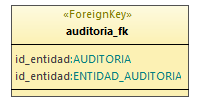 «ForeignKey»
auditoria_fk
id_entidad:AUDITORIA
id_entidad:ENTIDAD_AUDITORIA